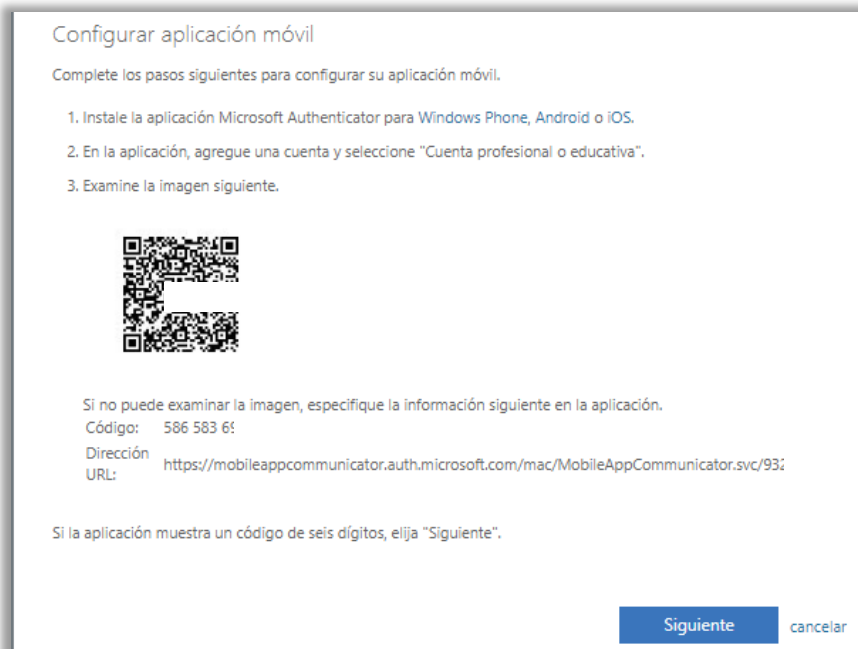 Configurar aplicación móvil
Complete los pasos siguientes para configurar su aplicación móvil.
1. Instale la aplicación Microsoft Authenticator para Windows Phone, Android o iOS.
2. En la aplicación, agregue una cuenta y seleccione "Cuenta profesional o educativa".
3. Examine la imagen siguiente.
Si no puede examinar la imagen, especifique la información siguiente en la aplicación.
Código: 586 583 69
Dirección
URL: https://mobileappcommunicator.auth.microsoft.com/mac/MobileAppCommunicator.svc/932
Si la aplicación muestra un código de seis dígitos, elija "Siguiente".
Siguiente cancelar